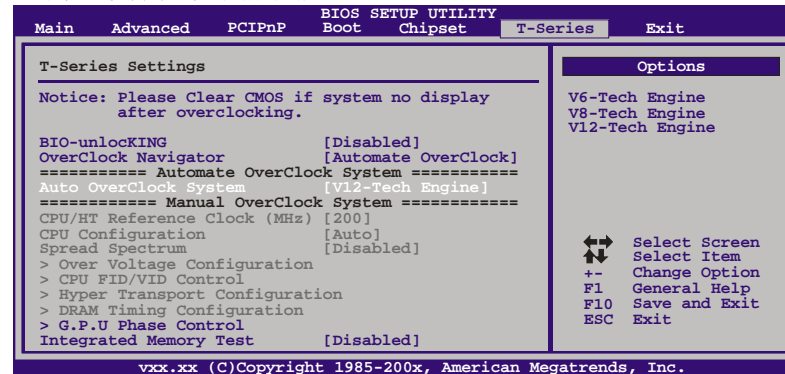 BIOS SETUP UTILITY
Main Advanced PCIPnP Boot Chipset T-Series Exit
T-Series Settings
Notice: Please Clear CMOS if system no display
after overclocking.
BIO-unlocKING [Disabled]
OverClock Navigator [Automate OverClock]
=========== Automate OverClock System ===========
Auto OverClock System [V12-Tech Engine]
============ Manual OverClock System ============
CPU/HT Reference Clock (MHz) [200]
CPU Configuration [Auto]
Spread Spectrum [Disabled]
> Over Voltage Configuration
> CPU FID/VID Control
> Hyper Transport Configuration
> DRAM Timing Configuration
> G.P.U Phase Control
Integrated Memory Test [Disabled]
Options
V6-Tech Engine
V8-Tech Engine
V12-Tech Engine
Select Screen
Select Item
+- Change Option
F1 General Help
F10 Save and Exit
ESC Exit
vxx.xx (C)Copyright 1985-200x, American Megatrends, Inc.